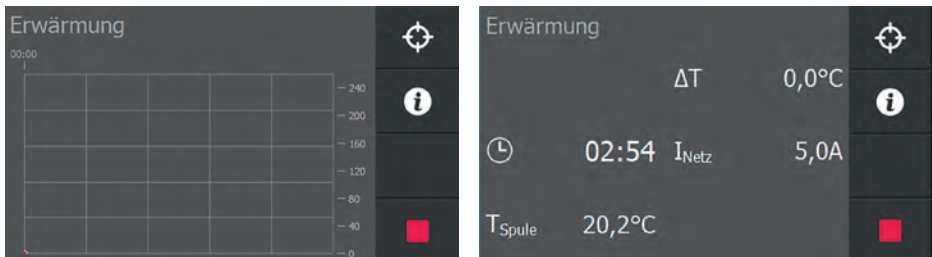 Erwärmung
00:00
240
200
160
120
80
40
0
Erwärmung
ΔT 0,0°C
02:54 INetz 5,0A
TSpule 20,2°C